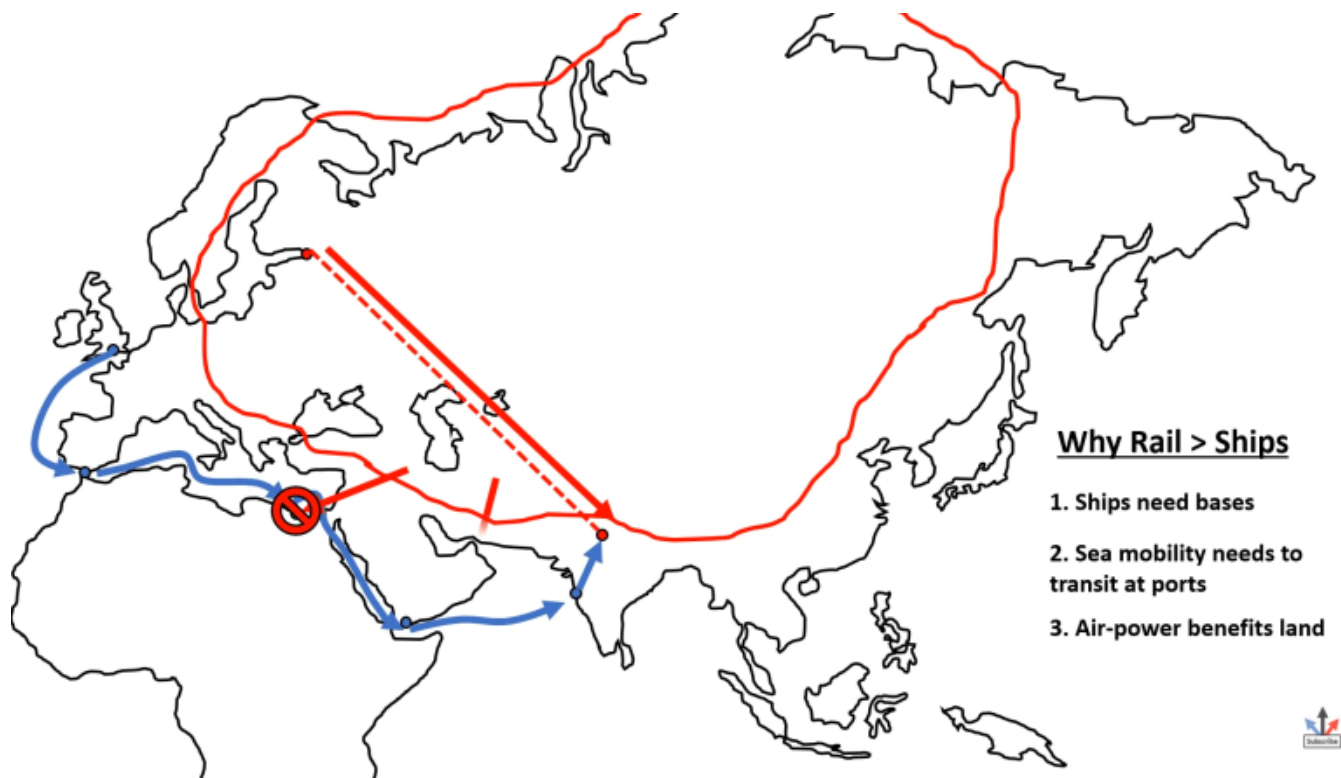 Why Rail > Ships
1. Ships need bases
2. Sea mobility needs to
transit at ports
3. Air-power benefits land
Subscribe